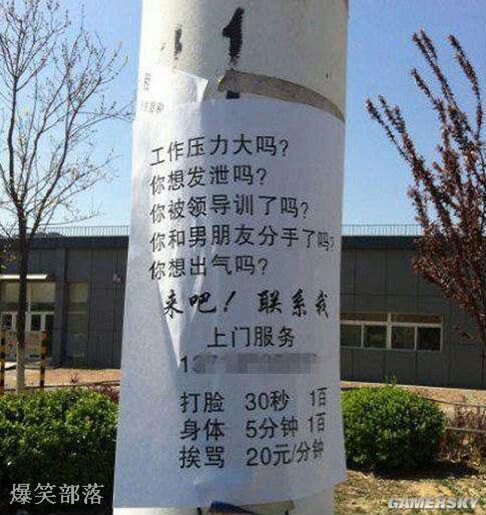 1
工作压力大吗?
你想发泄吗?
你被领导训了吗?
你和男朋友分手了吗?
你想出气吗?
来吧！联系我
上门服务
打脸 30秒 1百
身体 5分钟 1百
挨骂 20元/分钟
爆笑部落
GAMERSKY